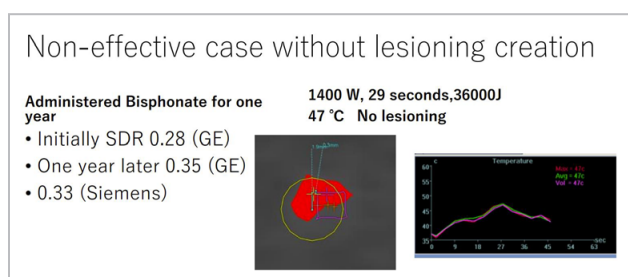 Non-effective case without lesioning creation
Administered Bisphonate for one
year
• Initially SDR 0.28 (GE)
• One year later 0.35 (GE)
• 0.33 (Siemens)
1400 W, 29 seconds,36000J
47 ℃ No lesioning
c
Temperature
Max = 47c
Avg = 47c
Vol = 47c
60
55
50
45
40
35
0 9 18 27 36 45 54 63
sec